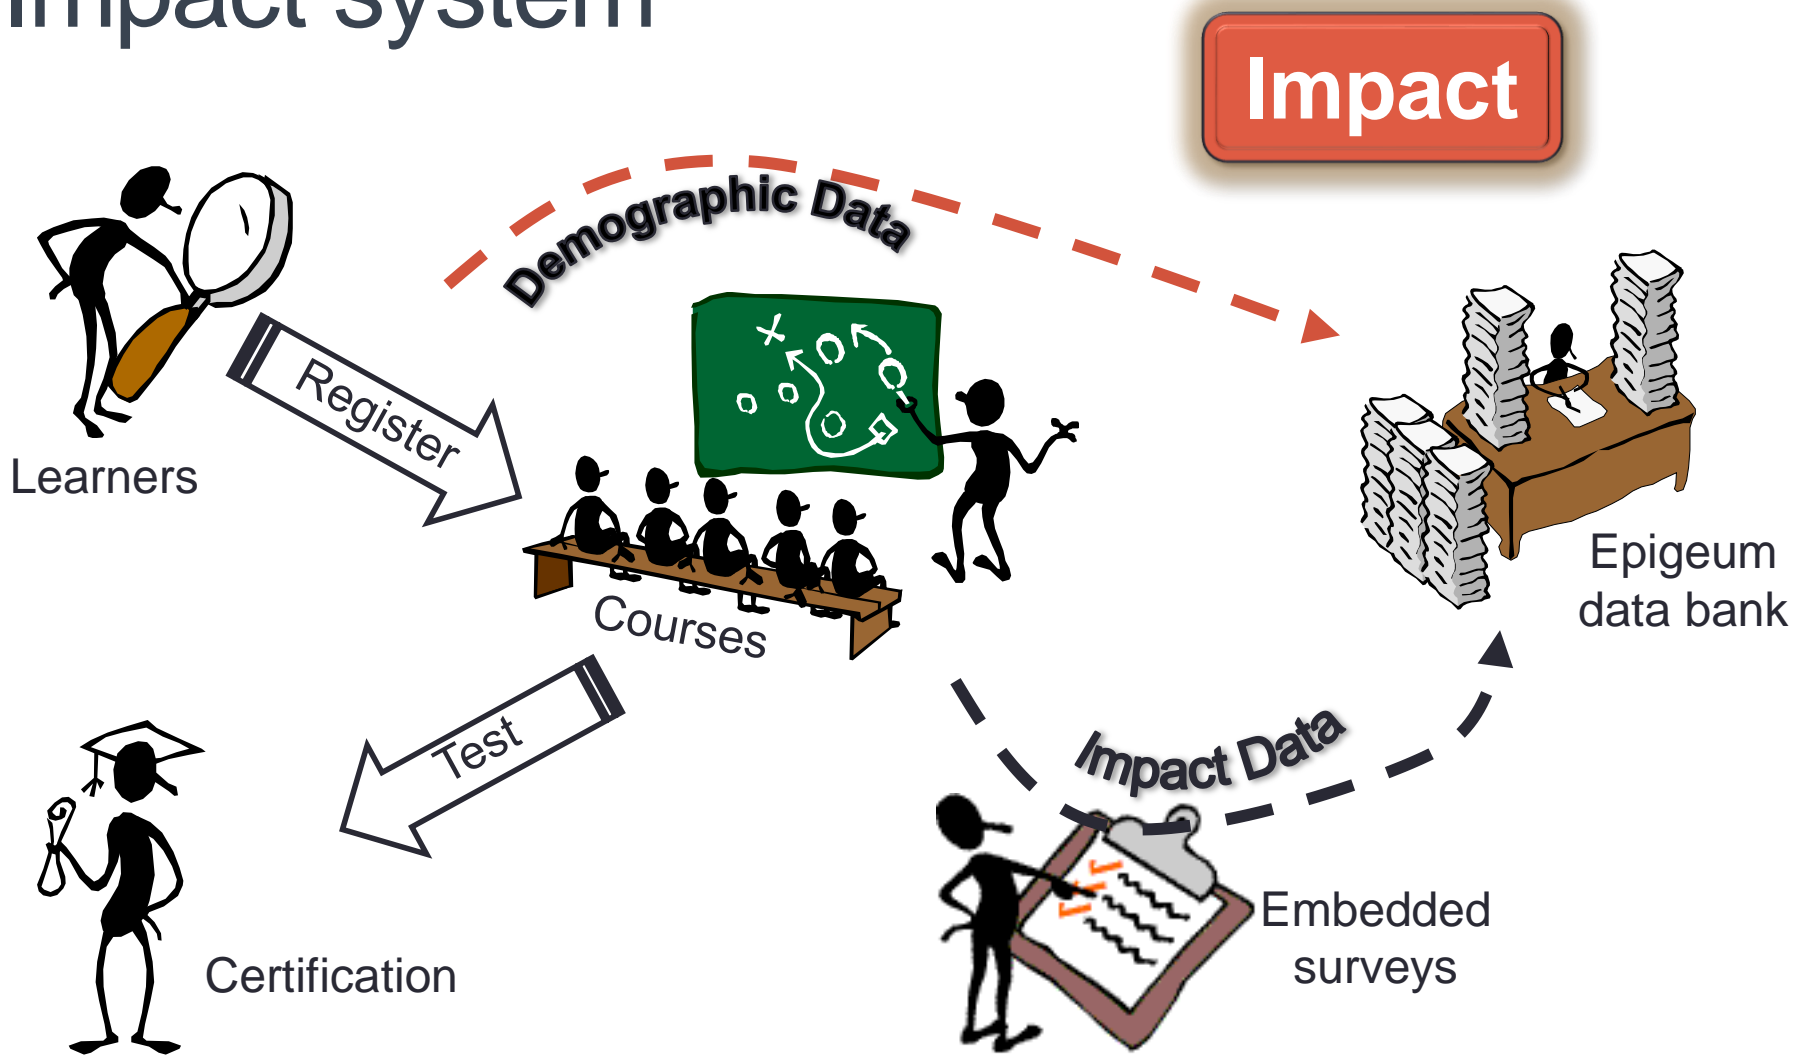 Impact system
Impact
Demographic Data
Register
Learners
Courses
Epigeum
data bank
Test
Impact Data
Embedded
surveys
Certification